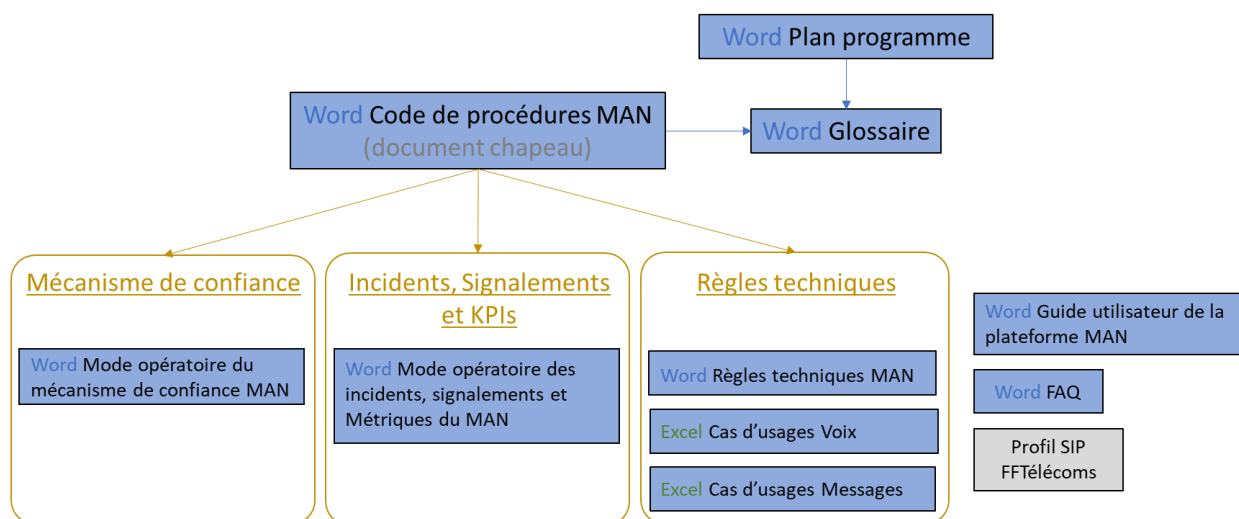 Word Plan programme
Word Code de procédures MAN
(document chapeau)
Word Glossaire
Mécanisme de confiance
Word Mode opératoire du
mécanisme de confiance MAN
Incidents, Signalements
et KPIs
Word Mode opératoire des
incidents, signalements et
Métriques du MAN
Règles techniques
Word Règles techniques MAN
Excel Cas d'usages Voix
Excel Cas d'usages Messages
Word Guide utilisateur de la
plateforme MAN
Word FAQ
Profil SIP
FFTélécoms